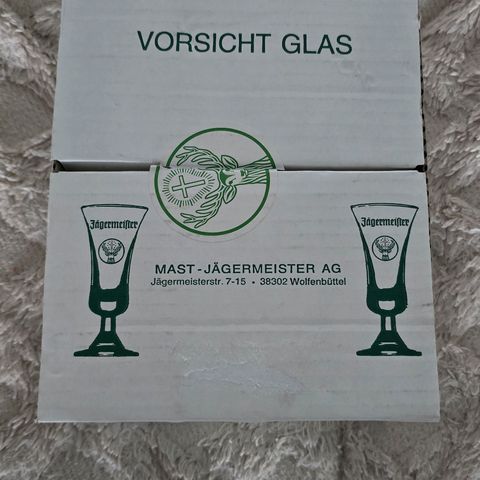 VORSICHT GLAS
Jägermeister
Jägermeister
MAST-JÄGERMEISTER AG
Jägermeisterstr. 7-15 • 38302 Wolfenbüttel